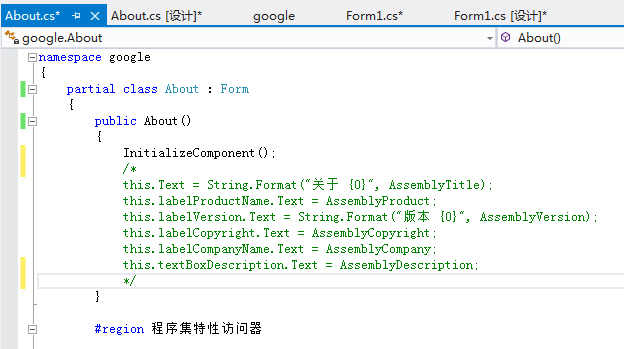 About.cs*
About.cs [设计]*
google
Form1.cs*
Form1.cs [设计]*
google.About
About()
namespace google
{
partial class About : Form
{
public About()
{
InitializeComponent();
/*
this.Text = String.Format("关于 {0}", AssemblyTitle);
this.labelProductName.Text = AssemblyProduct;
this.labelVersion.Text = String.Format("版本 {0}", AssemblyVersion);
this.labelCopyright.Text = AssemblyCopyright;
this.labelCompanyName.Text = AssemblyCompany;
this.textBoxDescription.Text = AssemblyDescription;
*/
}
#region 程序集特性访问器